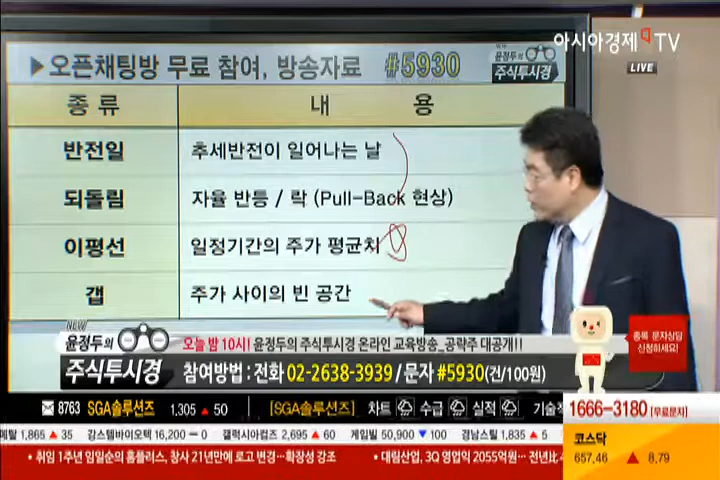 아시아경제 TV
LIVE
▶오픈채팅방 무료 참여, 방송자료 #5930
윤정두의
주식투시경
종 류
내 용
반전일
추세반전이 일어나는 날
되돌림
자율 반등 / 락 (Pull-Back 현상)
이평선
일정기간의 주가 평균치
갭
주가 사이의 빈 공간
NEW
윤정두의
주식투시경
오늘 밤 10시! 윤정두의 주식투시경 온라인 교육방송_공략주 대공개!!
참여방법 : 전화 02-2638-3939 / 문자 #5930(건/100원)
종목 문자상담
신청하세요!
8763 SGA솔루션즈 1,305 ▲ 50 [SGA솔루션즈] 차트 수급 실적 기술적
1666-3180 [무료문자]
메탈 1,865 ▲ 35 강스템바이오텍 16,200 − 0 갤럭시아컴즈 2,695 ▲ 60 게임빌 50,900 ▼ 100 경남스틸 1,835 ▲ 5
코스닥
657.46 ▲ 8.79
• 취임 1주년 임일순의 홈플러스, 창사 21년만에 로고 변경…확장성 강조 • 대림산업, 3Q 영업익 2055억원… 전년比